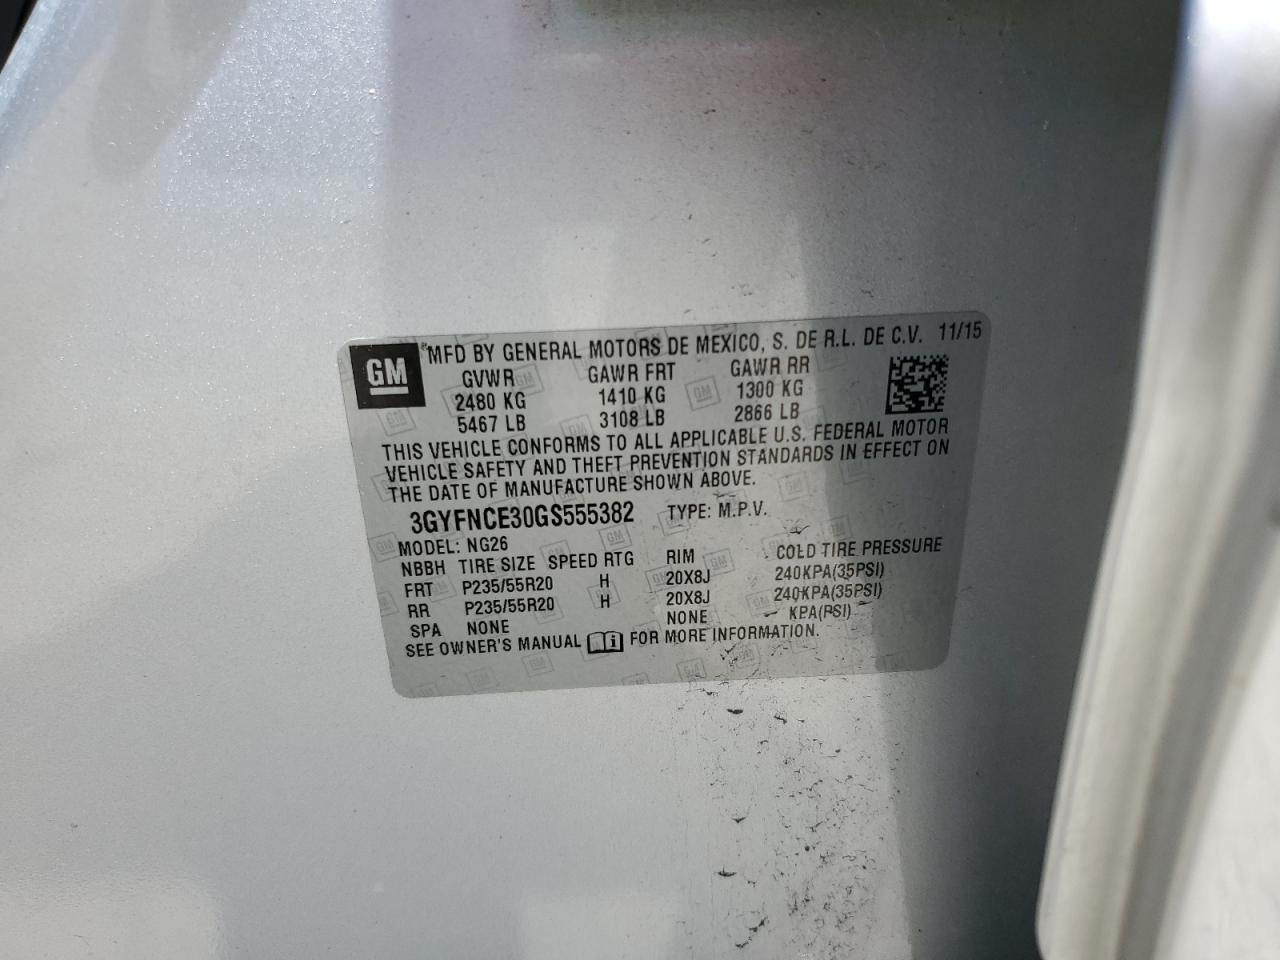 GM
MFD BY GENERAL MOTORS DE MEXICO, S. DE R.L. DE C.V. 11/15
GVWR GAWR FRT GAWR RR
2480 KG 1410 KG 1300 KG
5467 LB 3108 LB 2866 LB
THIS VEHICLE CONFORMS TO ALL APPLICABLE U.S. FEDERAL MOTOR
VEHICLE SAFETY AND THEFT PREVENTION STANDARDS IN EFFECT ON
THE DATE OF MANUFACTURE SHOWN ABOVE.
3GYFNCE30GS555382 TYPE: M.P.V.
MODEL: NG26
NBBH TIRE SIZE SPEED RTG RIM COLD TIRE PRESSURE
FRT P235/55R20 H 20X8J 240KPA(35PSI)
RR P235/55R20 H 20X8J 240KPA(35PSI)
SPA NONE NONE KPA(PSI)
SEE OWNER'S MANUAL FOR MORE INFORMATION.